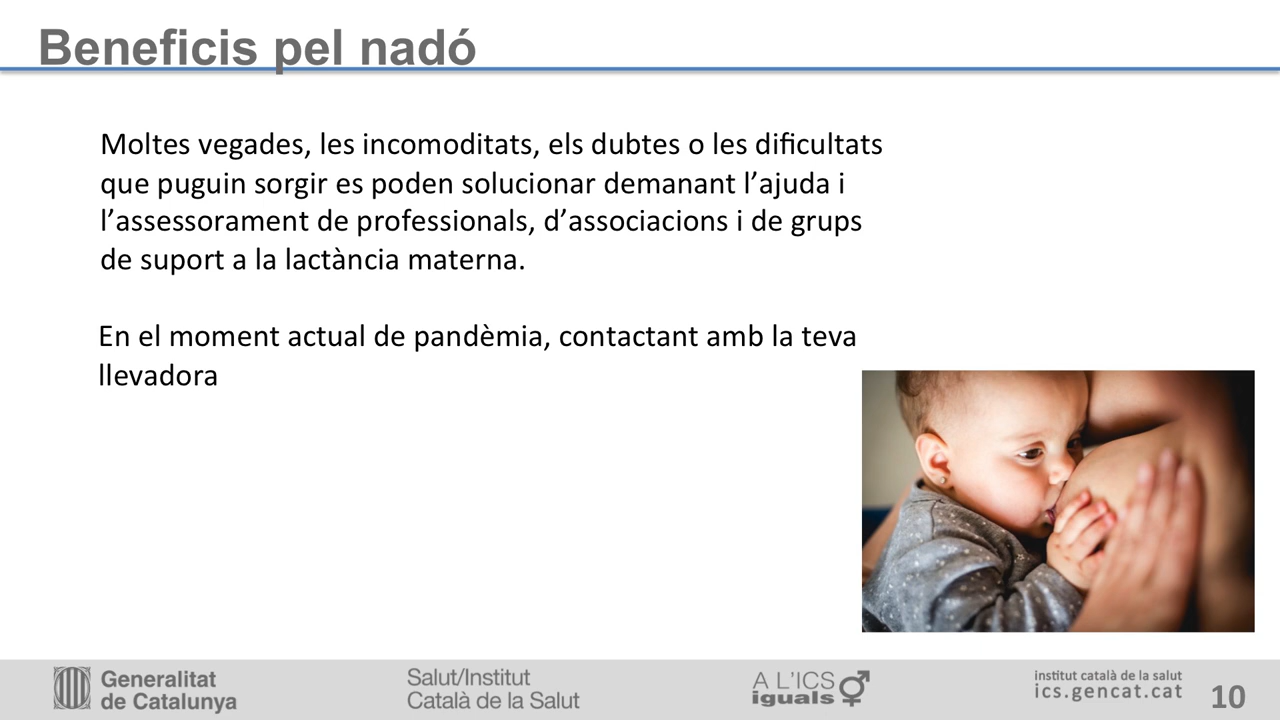 Beneficis pel nadó
Moltes vegades, les incomoditats, els dubtes o les dificultats
que puguin sorgir es poden solucionar demanant l’ajuda i
l’assessorament de professionals, d’associacions i de grups
de suport a la lactància materna.
En el moment actual de pandèmia, contactant amb la teva
llevadora
Generalitat
de Catalunya
Salut/Institut
Català de la Salut
A L'ICS
iguals
institut català de la salut
ics.gencat.cat
10